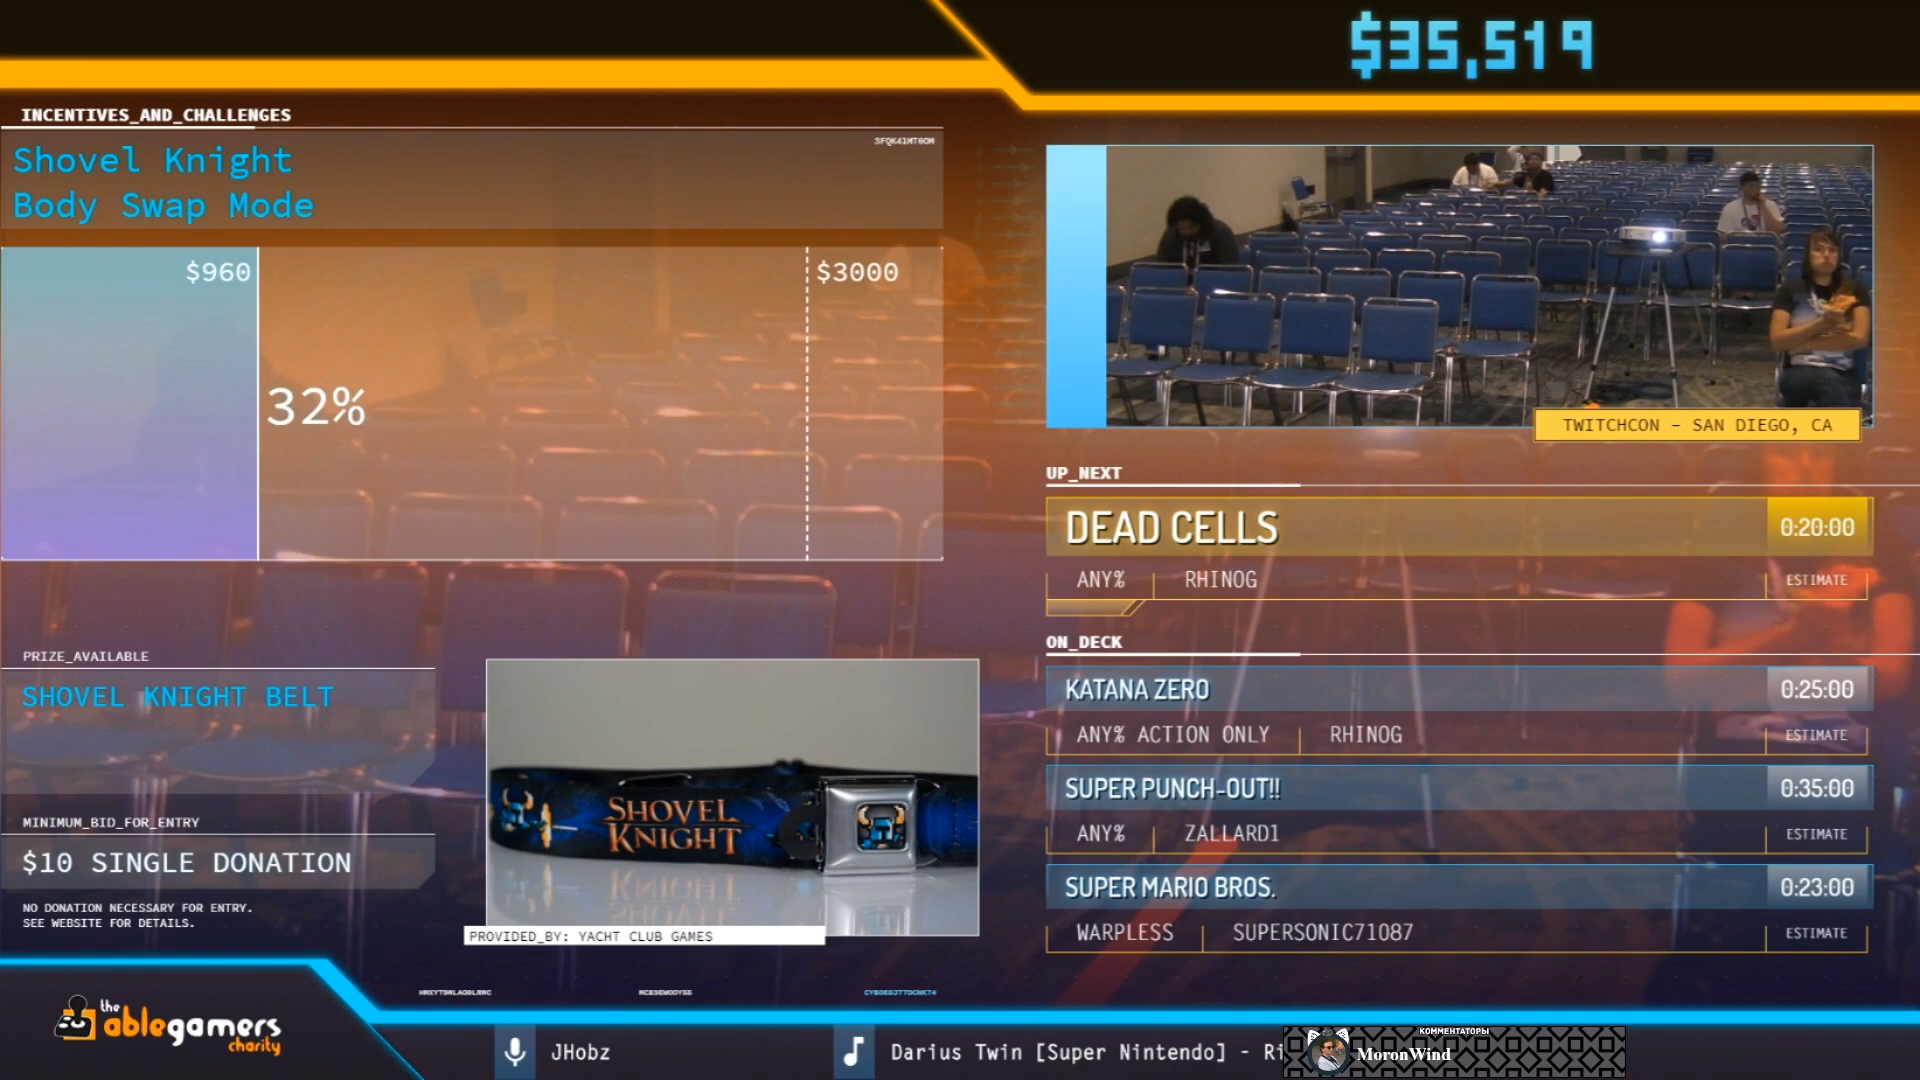 $35,519
INCENTIVES_AND_CHALLENGES
3FQK41MT6OM
Shovel Knight
Body Swap Mode
$960
$3000
32%
TWITCHCON - SAN DIEGO, CA
UP_NEXT
DEAD CELLS
0:20:00
ANY%
RHINOG
ESTIMATE
ON_DECK
KATANA ZERO
0:25:00
ANY% ACTION ONLY
RHINOG
ESTIMATE
SUPER PUNCH-OUT!!
0:35:00
ANY%
ZALLARD1
ESTIMATE
SUPER MARIO BROS.
0:23:00
WARPLESS
SUPERSONIC71087
ESTIMATE
PRIZE_AVAILABLE
SHOVEL KNIGHT BELT
MINIMUM_BID_FOR_ENTRY
$10 SINGLE DONATION
NO DONATION NECESSARY FOR ENTRY.
SEE WEBSITE FOR DETAILS.
SHOVEL
KNIGHT
PROVIDED_BY: YACHT CLUB GAMES
the
ablegamers
charity
JHobz
Darius Twin [Super Nintendo] - Ri
КОММЕНТАТОРЫ
MoronWind